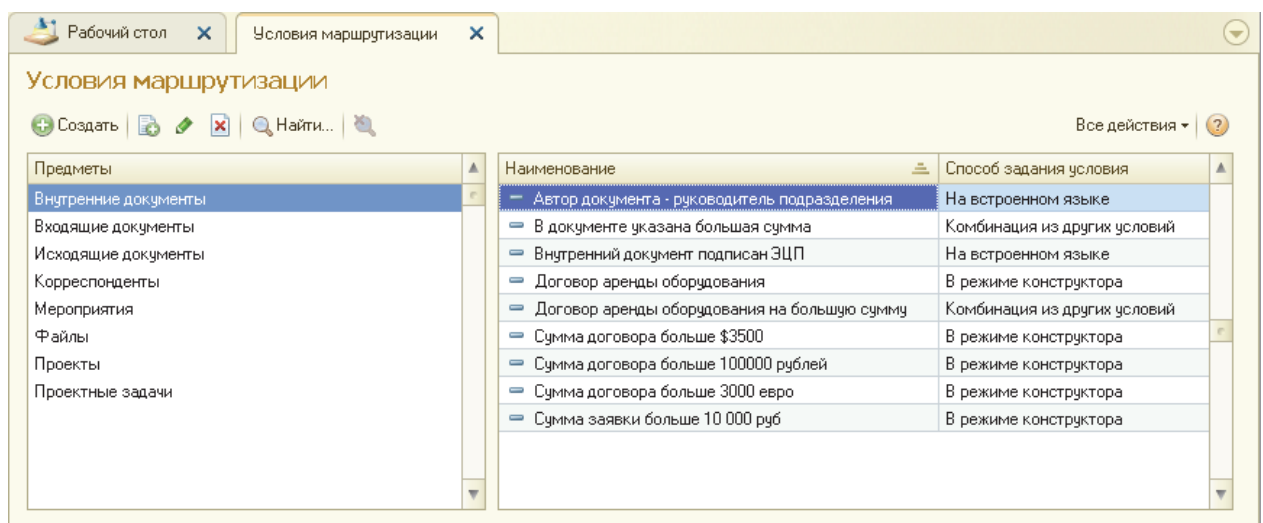 Рабочий стол Условия маршрутизации
Условия маршрутизации
Создать Найти... Все действия
Предметы Наименование Способ задания условия
Внутренние документы Автор документа - руководитель подразделения На встроенном языке
Входящие документы В документе указана большая сумма Комбинация из других условий
Исходящие документы Внутренний документ подписан ЭЦП На встроенном языке
Корреспонденты Договор аренды оборудования В режиме конструктора
Мероприятия Договор аренды оборудования на большую сумму Комбинация из других условий
Файлы Сумма договора больше $3500 В режиме конструктора
Проекты Сумма договора больше 100000 рублей В режиме конструктора
Проектные задачи Сумма договора больше 3000 евро В режиме конструктора
Сумма заявки больше 10 000 руб В режиме конструктора